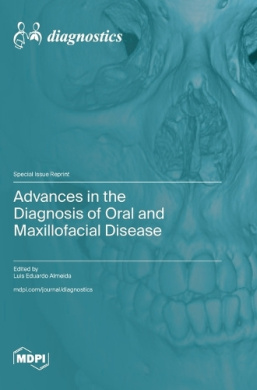 diagnostics
Special Issue Reprint
Advances in the
Diagnosis of Oral and
Maxillofacial Disease
Edited by
Luis Eduardo Almeida
mdpi.com/journal/diagnostics
MDPI